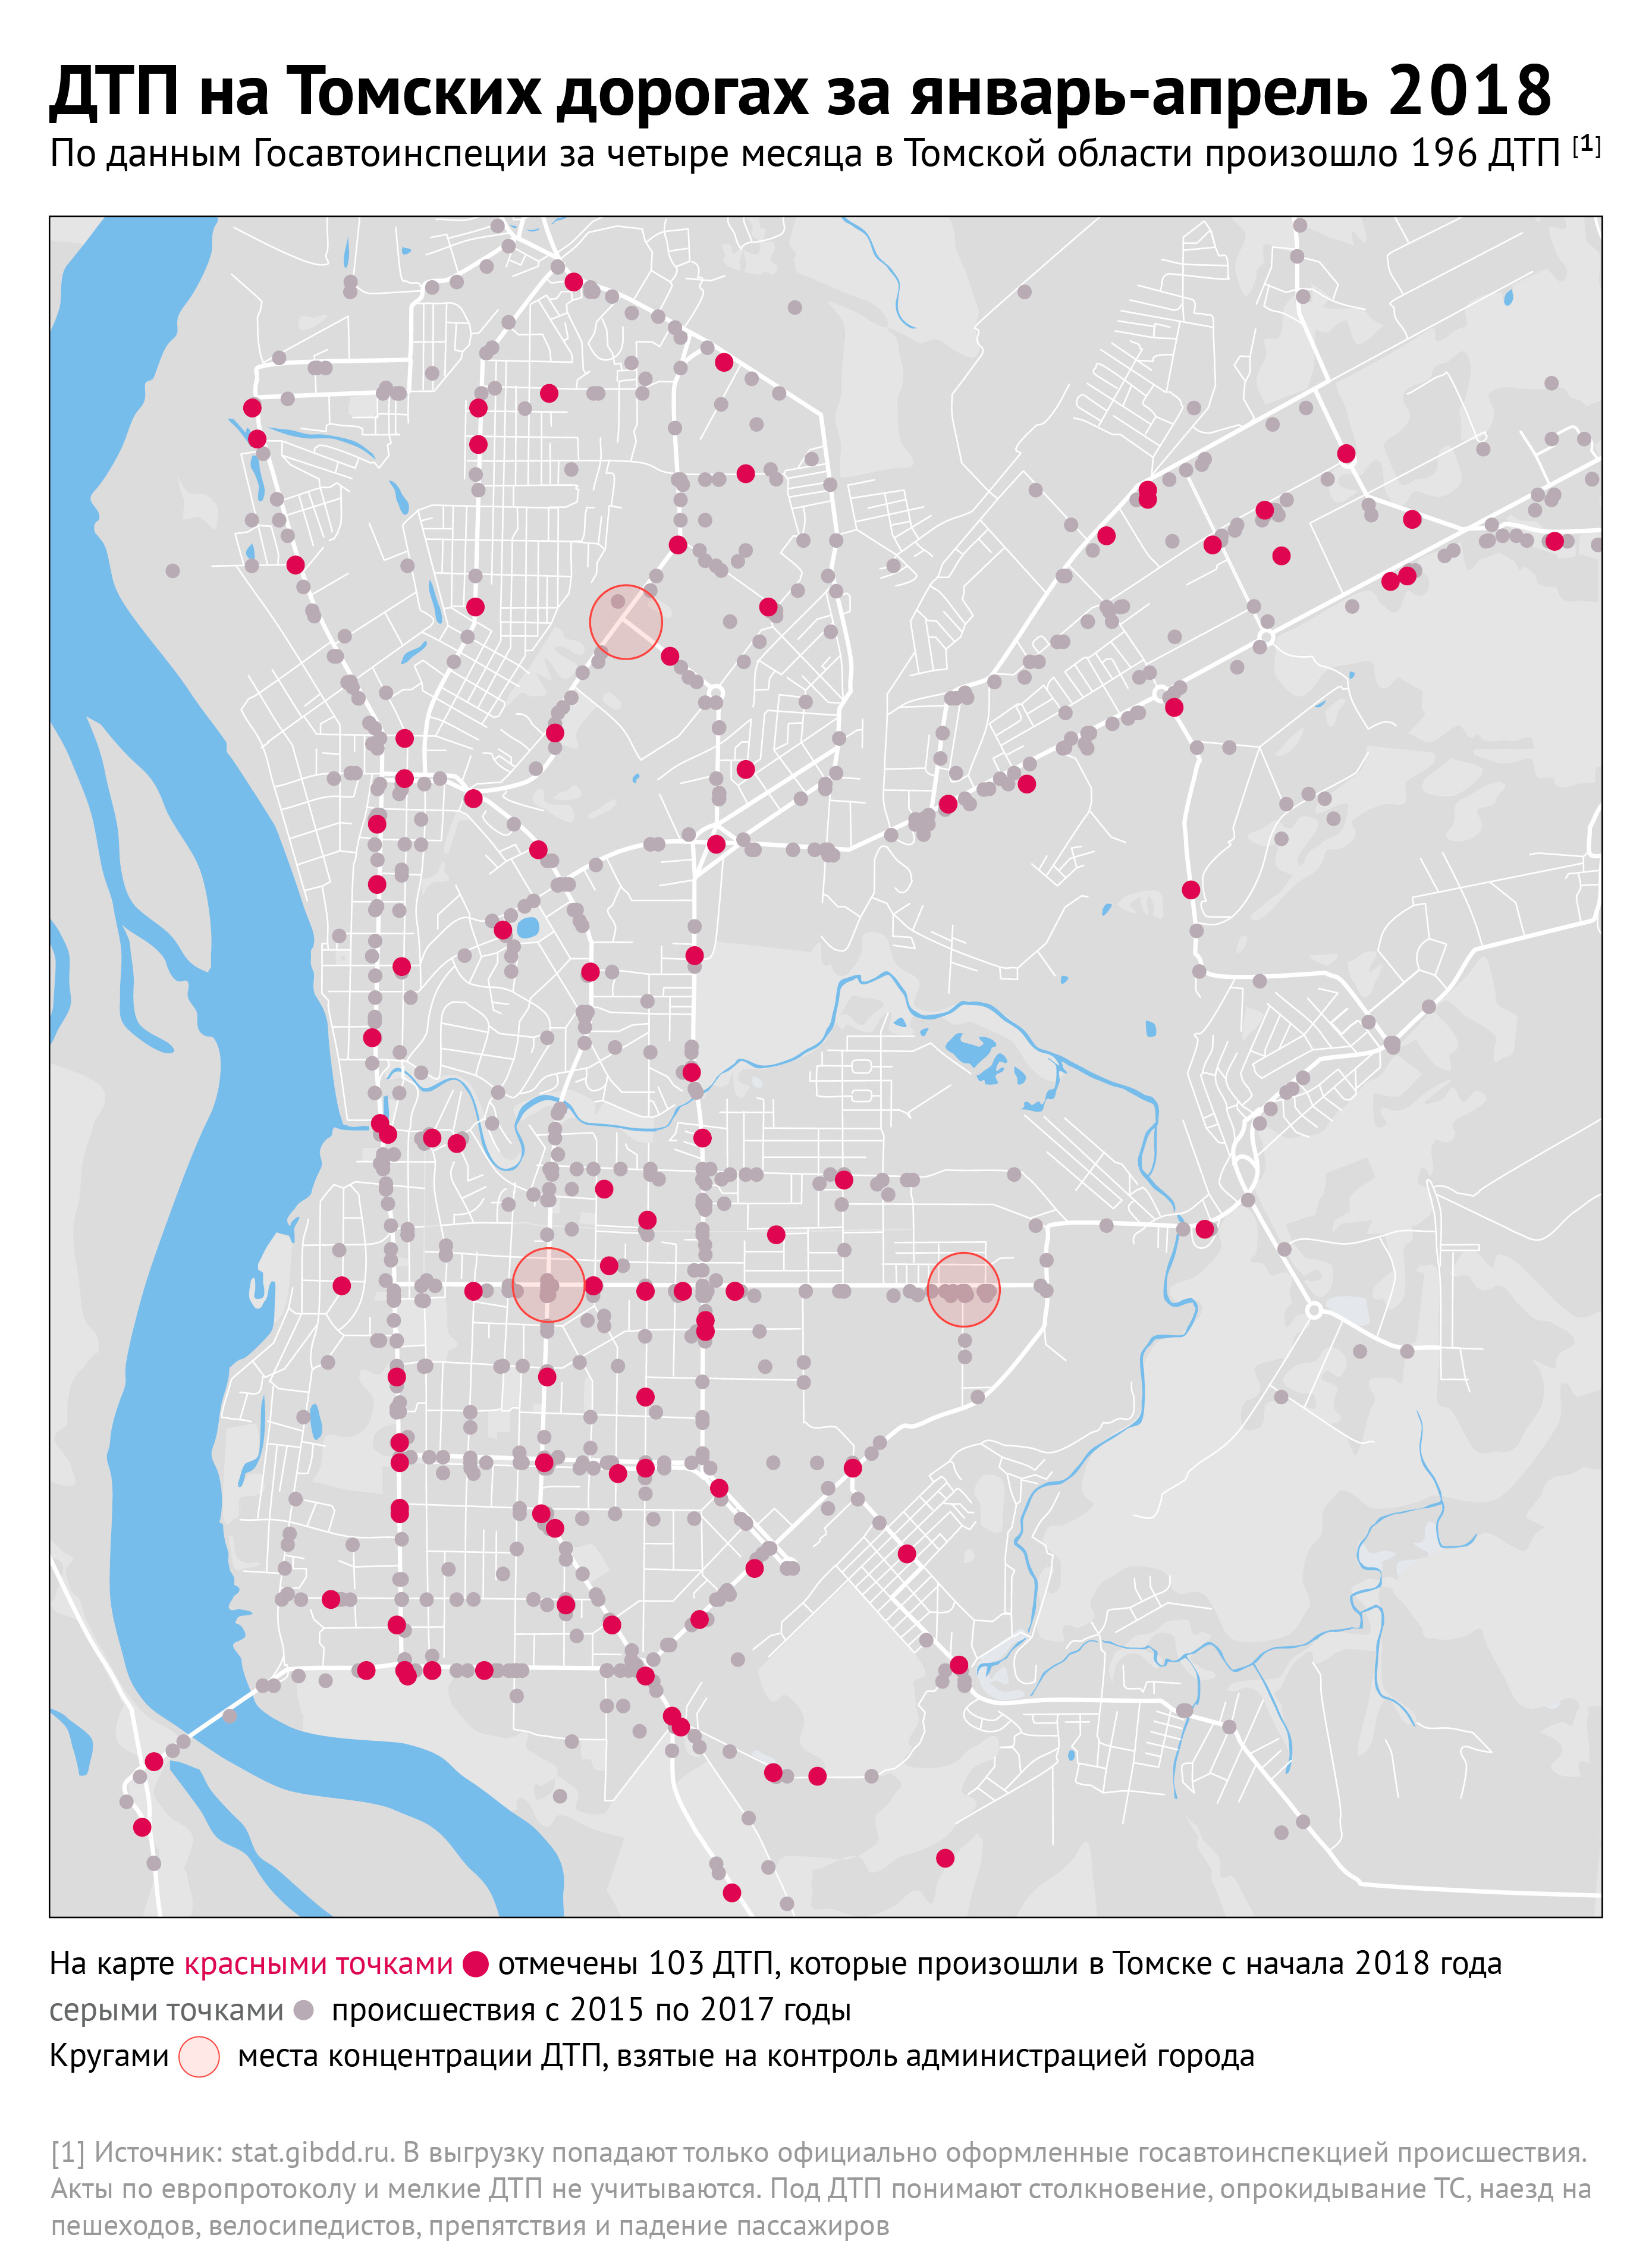 ДТП на Томских дорогах за январь-апрель 2018
По данным Госавтоинспеции за четыре месяца в Томской области произошло 196 ДТП [1]
На карте красными точками отмечены 103 ДТП, которые произошли в Томске с начала 2018 года
серыми точками происшествия с 2015 по 2017 годы
Кругами места концентрации ДТП, взятые на контроль администрацией города
[1] Источник: stat.gibdd.ru. В выгрузку попадают только официально оформленные госавтоинспекцией происшествия.
Акты по европротоколу и мелкие ДТП не учитываются. Под ДТП понимают столкновение, опрокидывание ТС, наезд на
пешеходов, велосипедистов, препятствия и падение пассажиров